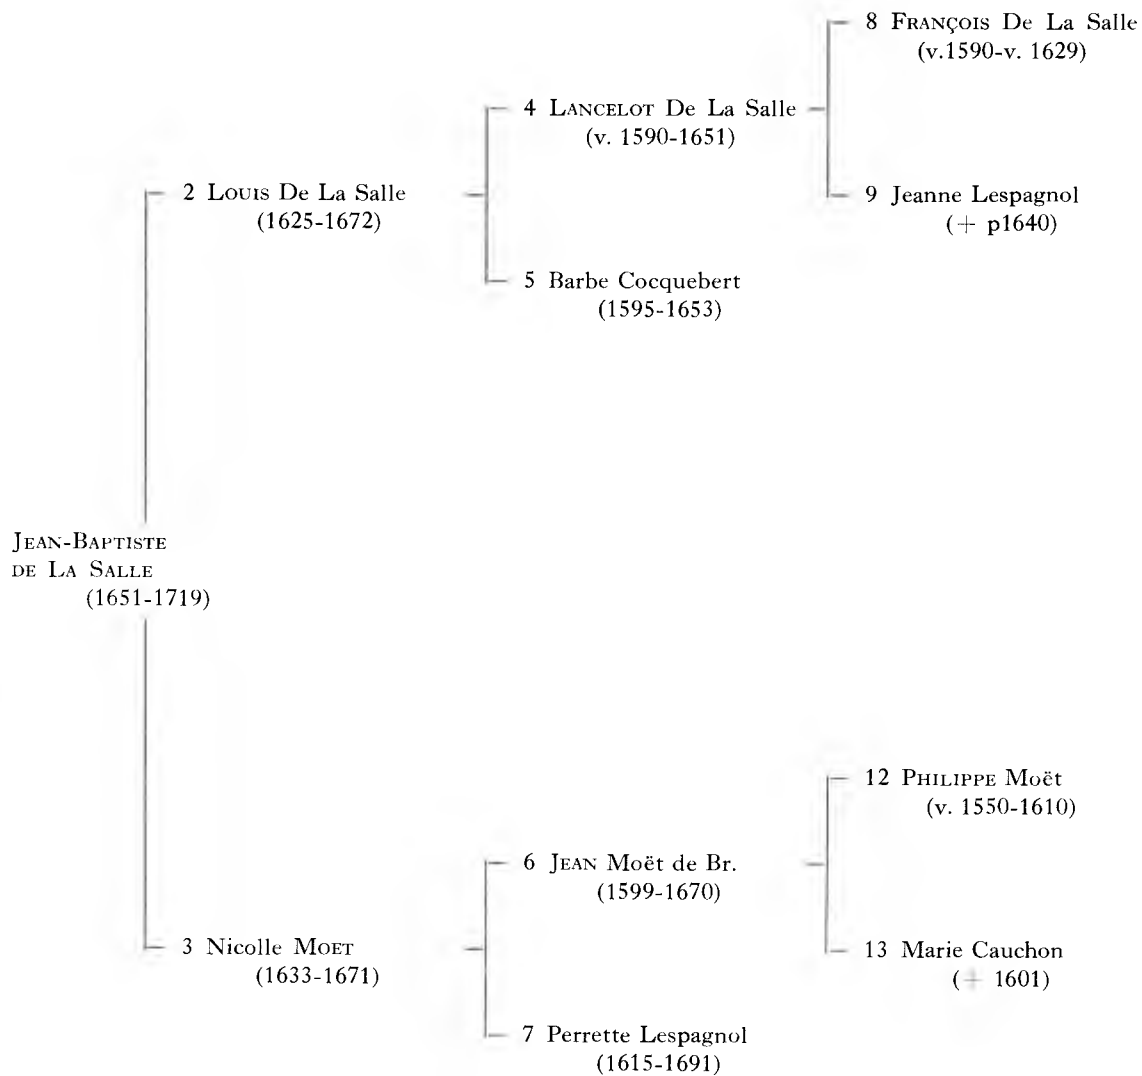 8 François De La Salle
(v.1590-v. 1629)
4 Lancelot De La Salle
(v. 1590-1651)
2 Louis De La Salle
(1625-1672)
9 Jeanne Lespagnol
(+ p1640)
5 Barbe Cocquebert
(1595-1653)
Jean-Baptiste
de La Salle
(1651-1719)
12 Philippe Moët
(v. 1550-1610)
6 Jean Moët de Br.
(1599-1670)
3 Nicolle Moet
(1633-1671)
13 Marie Cauchon
(+ 1601)
7 Perrette Lespagnol
(1615-1691)